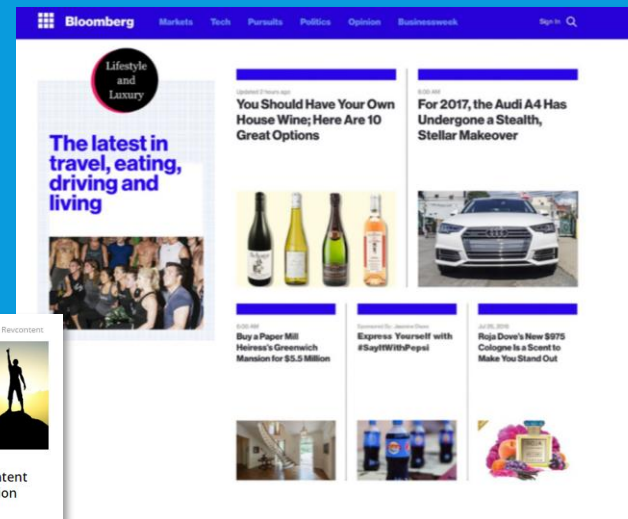 Bloomberg
Markets Tech Pursuits Politics Opinion Businessweek
Sign In
Lifestyle
and
Luxury
The latest in
travel, eating,
driving and
living
Updated 2 hours ago
You Should Have Your Own
House Wine; Here Are 10
Great Options
6:00 AM
For 2017, the Audi A4 Has
Undergone a Stealth,
Stellar Makeover
6:00 AM
Buy a Paper Mill
Heiress's Greenwich
Mansion for $5.5 Million
Express Yourself with
#SayItWithPepsi
Jul 25, 2016
Roja Dove's New $975
Cologne Is a Scent to
Make You Stand Out
Revcontent